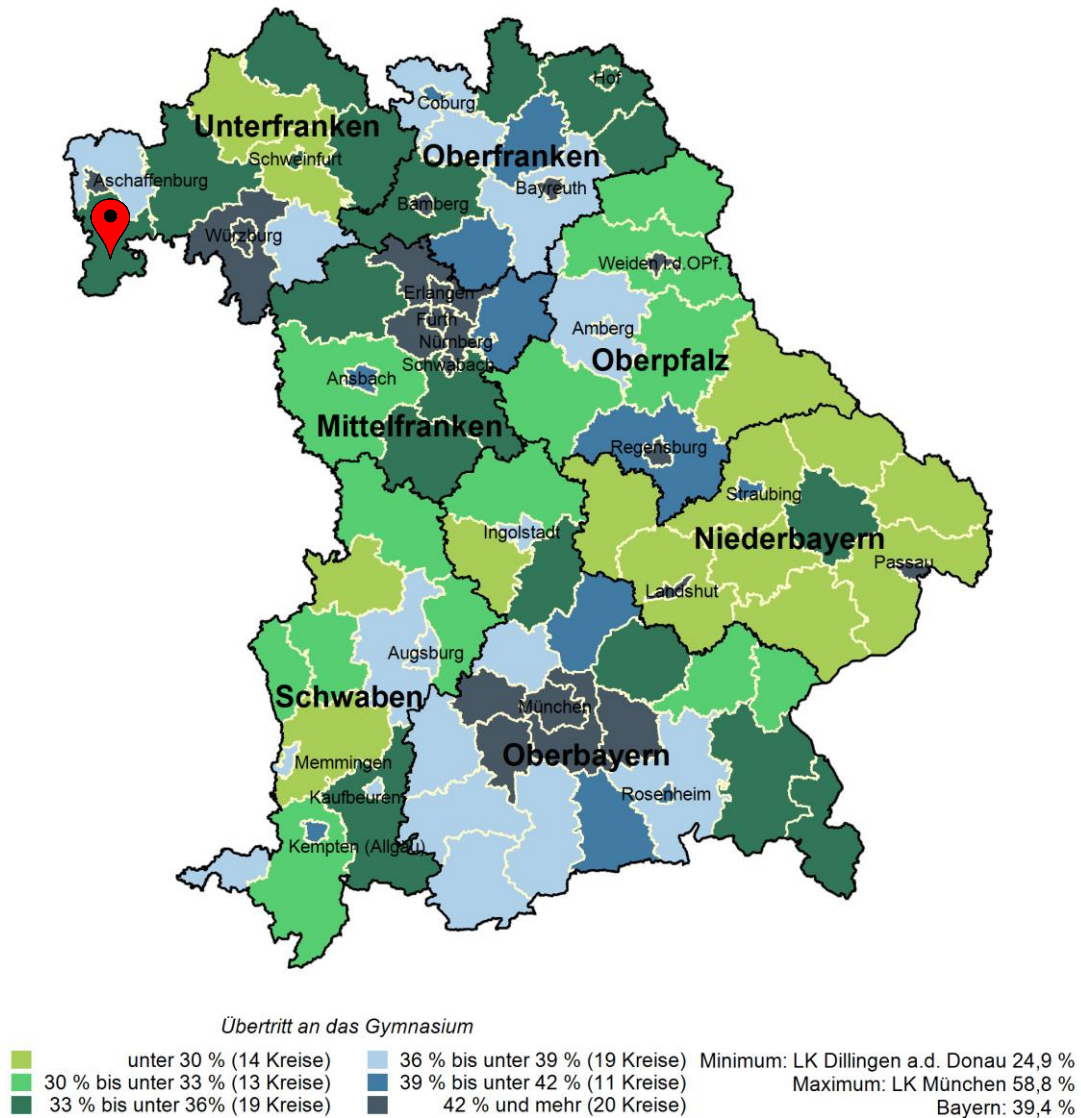 Hof
Coburg
Unterfranken
Oberfranken
Schweinfurt
Aschaffenburg
Bayreuth
Bamberg
Würzburg
Weiden i.d.OPf.
Erlangen
Fürth
Amberg
Nürnberg
Oberpfalz
Schwabach
Ansbach
Mittelfranken
Regensburg
Straubing
Ingolstadt
Niederbayern
Passau
Landshut
Augsburg
Schwaben
München
Oberbayern
Memmingen
Kaufbeuren
Rosenheim
Kempten (Allgäu)
Übertritt an das Gymnasium
unter 30 % (14 Kreise)
30 % bis unter 33 % (13 Kreise)
33 % bis unter 36% (19 Kreise)
36 % bis unter 39 % (19 Kreise)
39 % bis unter 42 % (11 Kreise)
42 % und mehr (20 Kreise)
Minimum: LK Dillingen a.d. Donau 24,9 %
Maximum: LK München 58,8 %
Bayern: 39,4 %